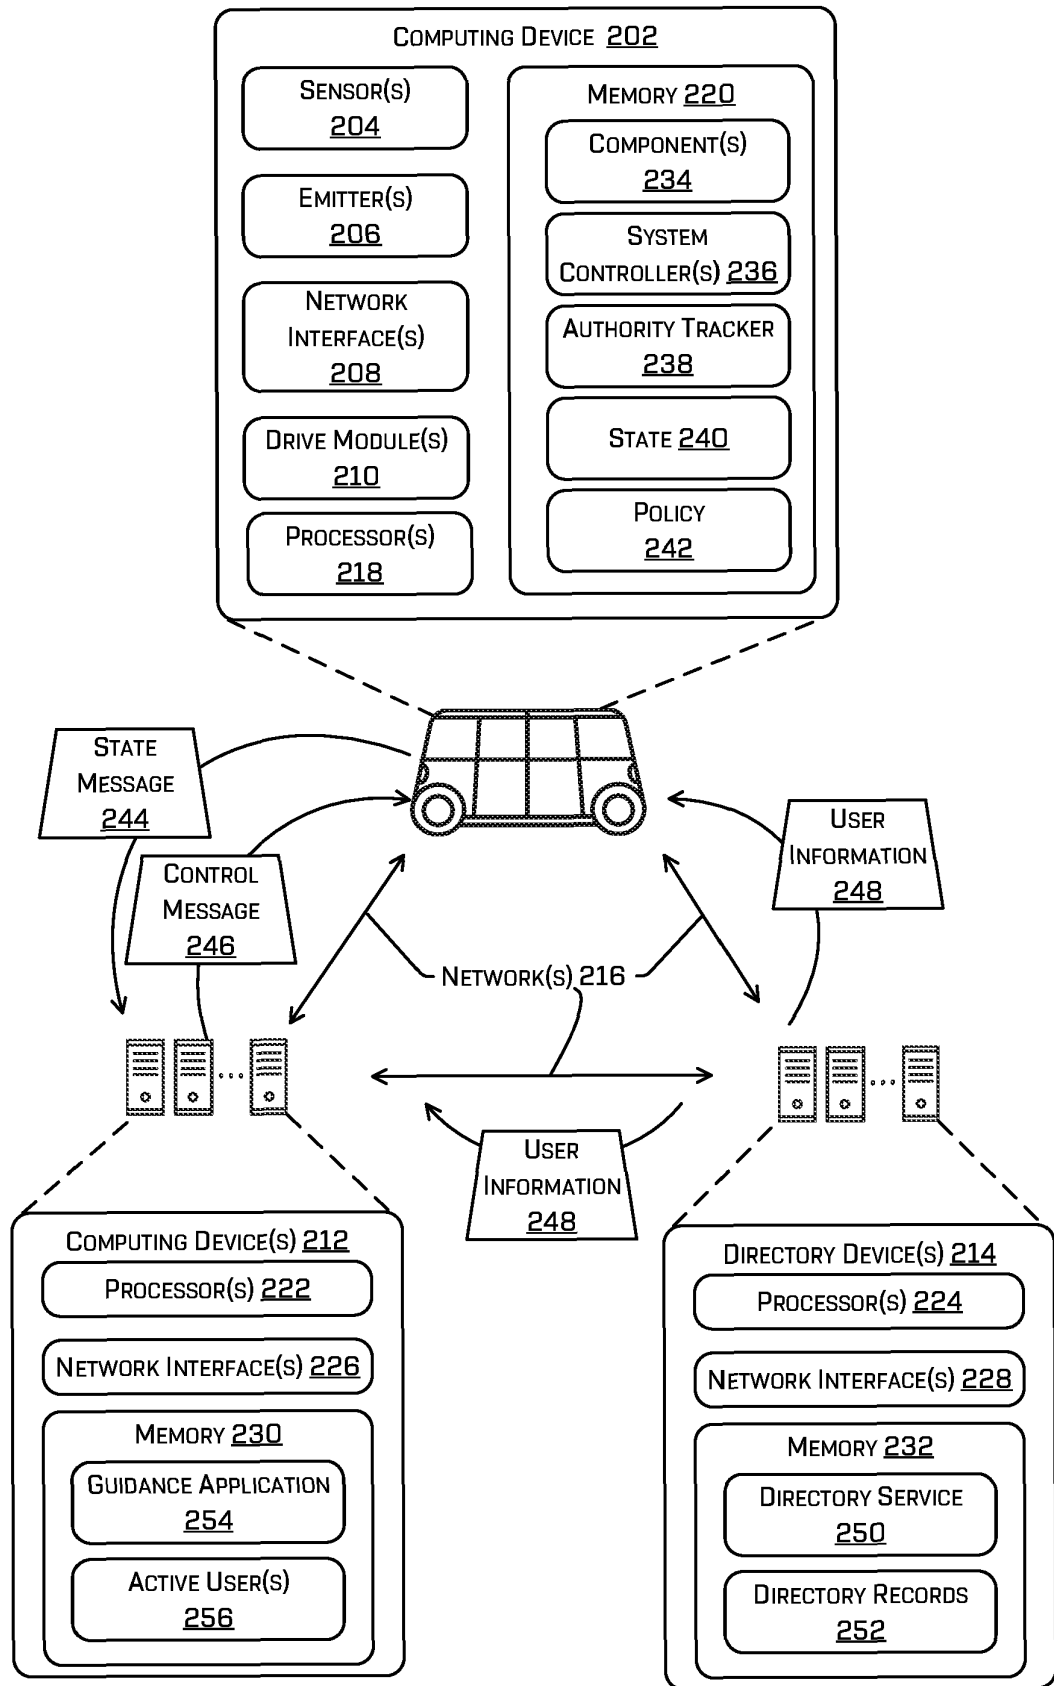 Computing Device 202
Sensor(s)
204
Emitter(s)
206
Network
Interface(s)
208
Drive Module(s)
210
Processor(s)
218
Memory 220
Component(s)
234
System
Controller(s) 236
Authority Tracker
238
State 240
Policy
242
State
Message
244
Control
Message
246
User
Information
248
Network(s) 216
User
Information
248
Computing Device(s) 212
Processor(s) 222
Network Interface(s) 226
Memory 230
Guidance Application
254
Active User(s)
256
Directory Device(s) 214
Processor(s) 224
Network Interface(s) 228
Memory 232
Directory Service
250
Directory Records
252